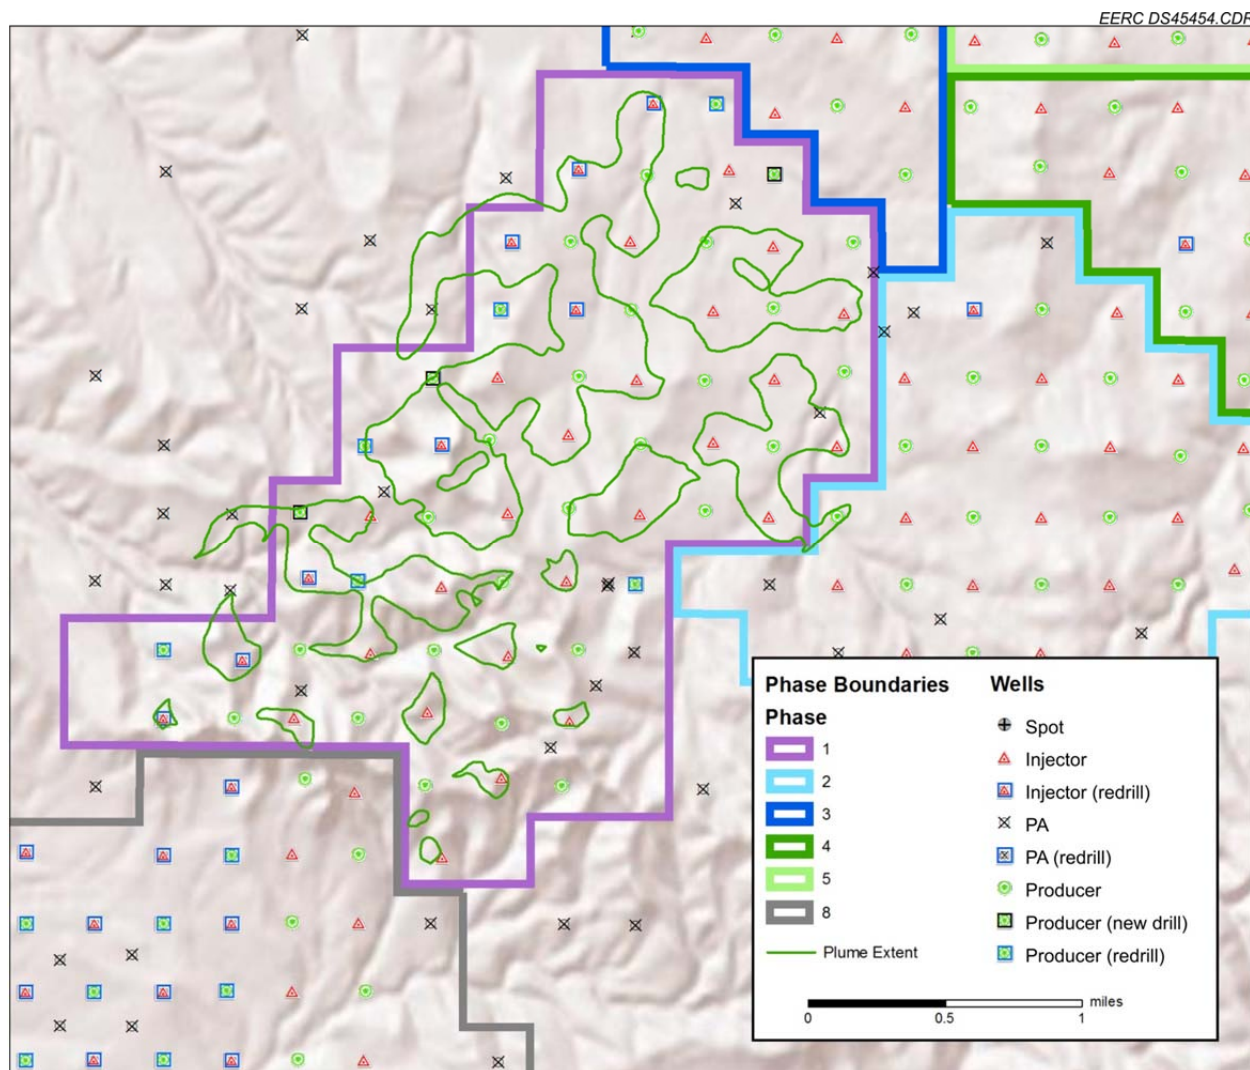 EERC DS45454.CDR
Phase Boundaries
Phase
1
2
3
4
5
8
Plume Extent
Wells
Spot
Injector
Injector (redrill)
PA
PA (redrill)
Producer
Producer (new drill)
Producer (redrill)
miles
0 0.5 1